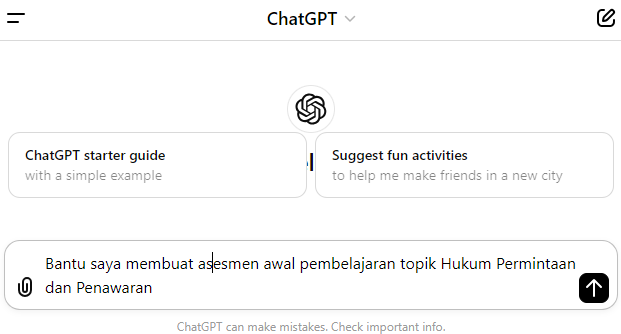 ChatGPT
ChatGPT starter guide
with a simple example
Suggest fun activities
to help me make friends in a new city
Bantu saya membuat asesmen awal pembelajaran topik Hukum Permintaan
dan Penawaran
ChatGPT can make mistakes. Check important info.